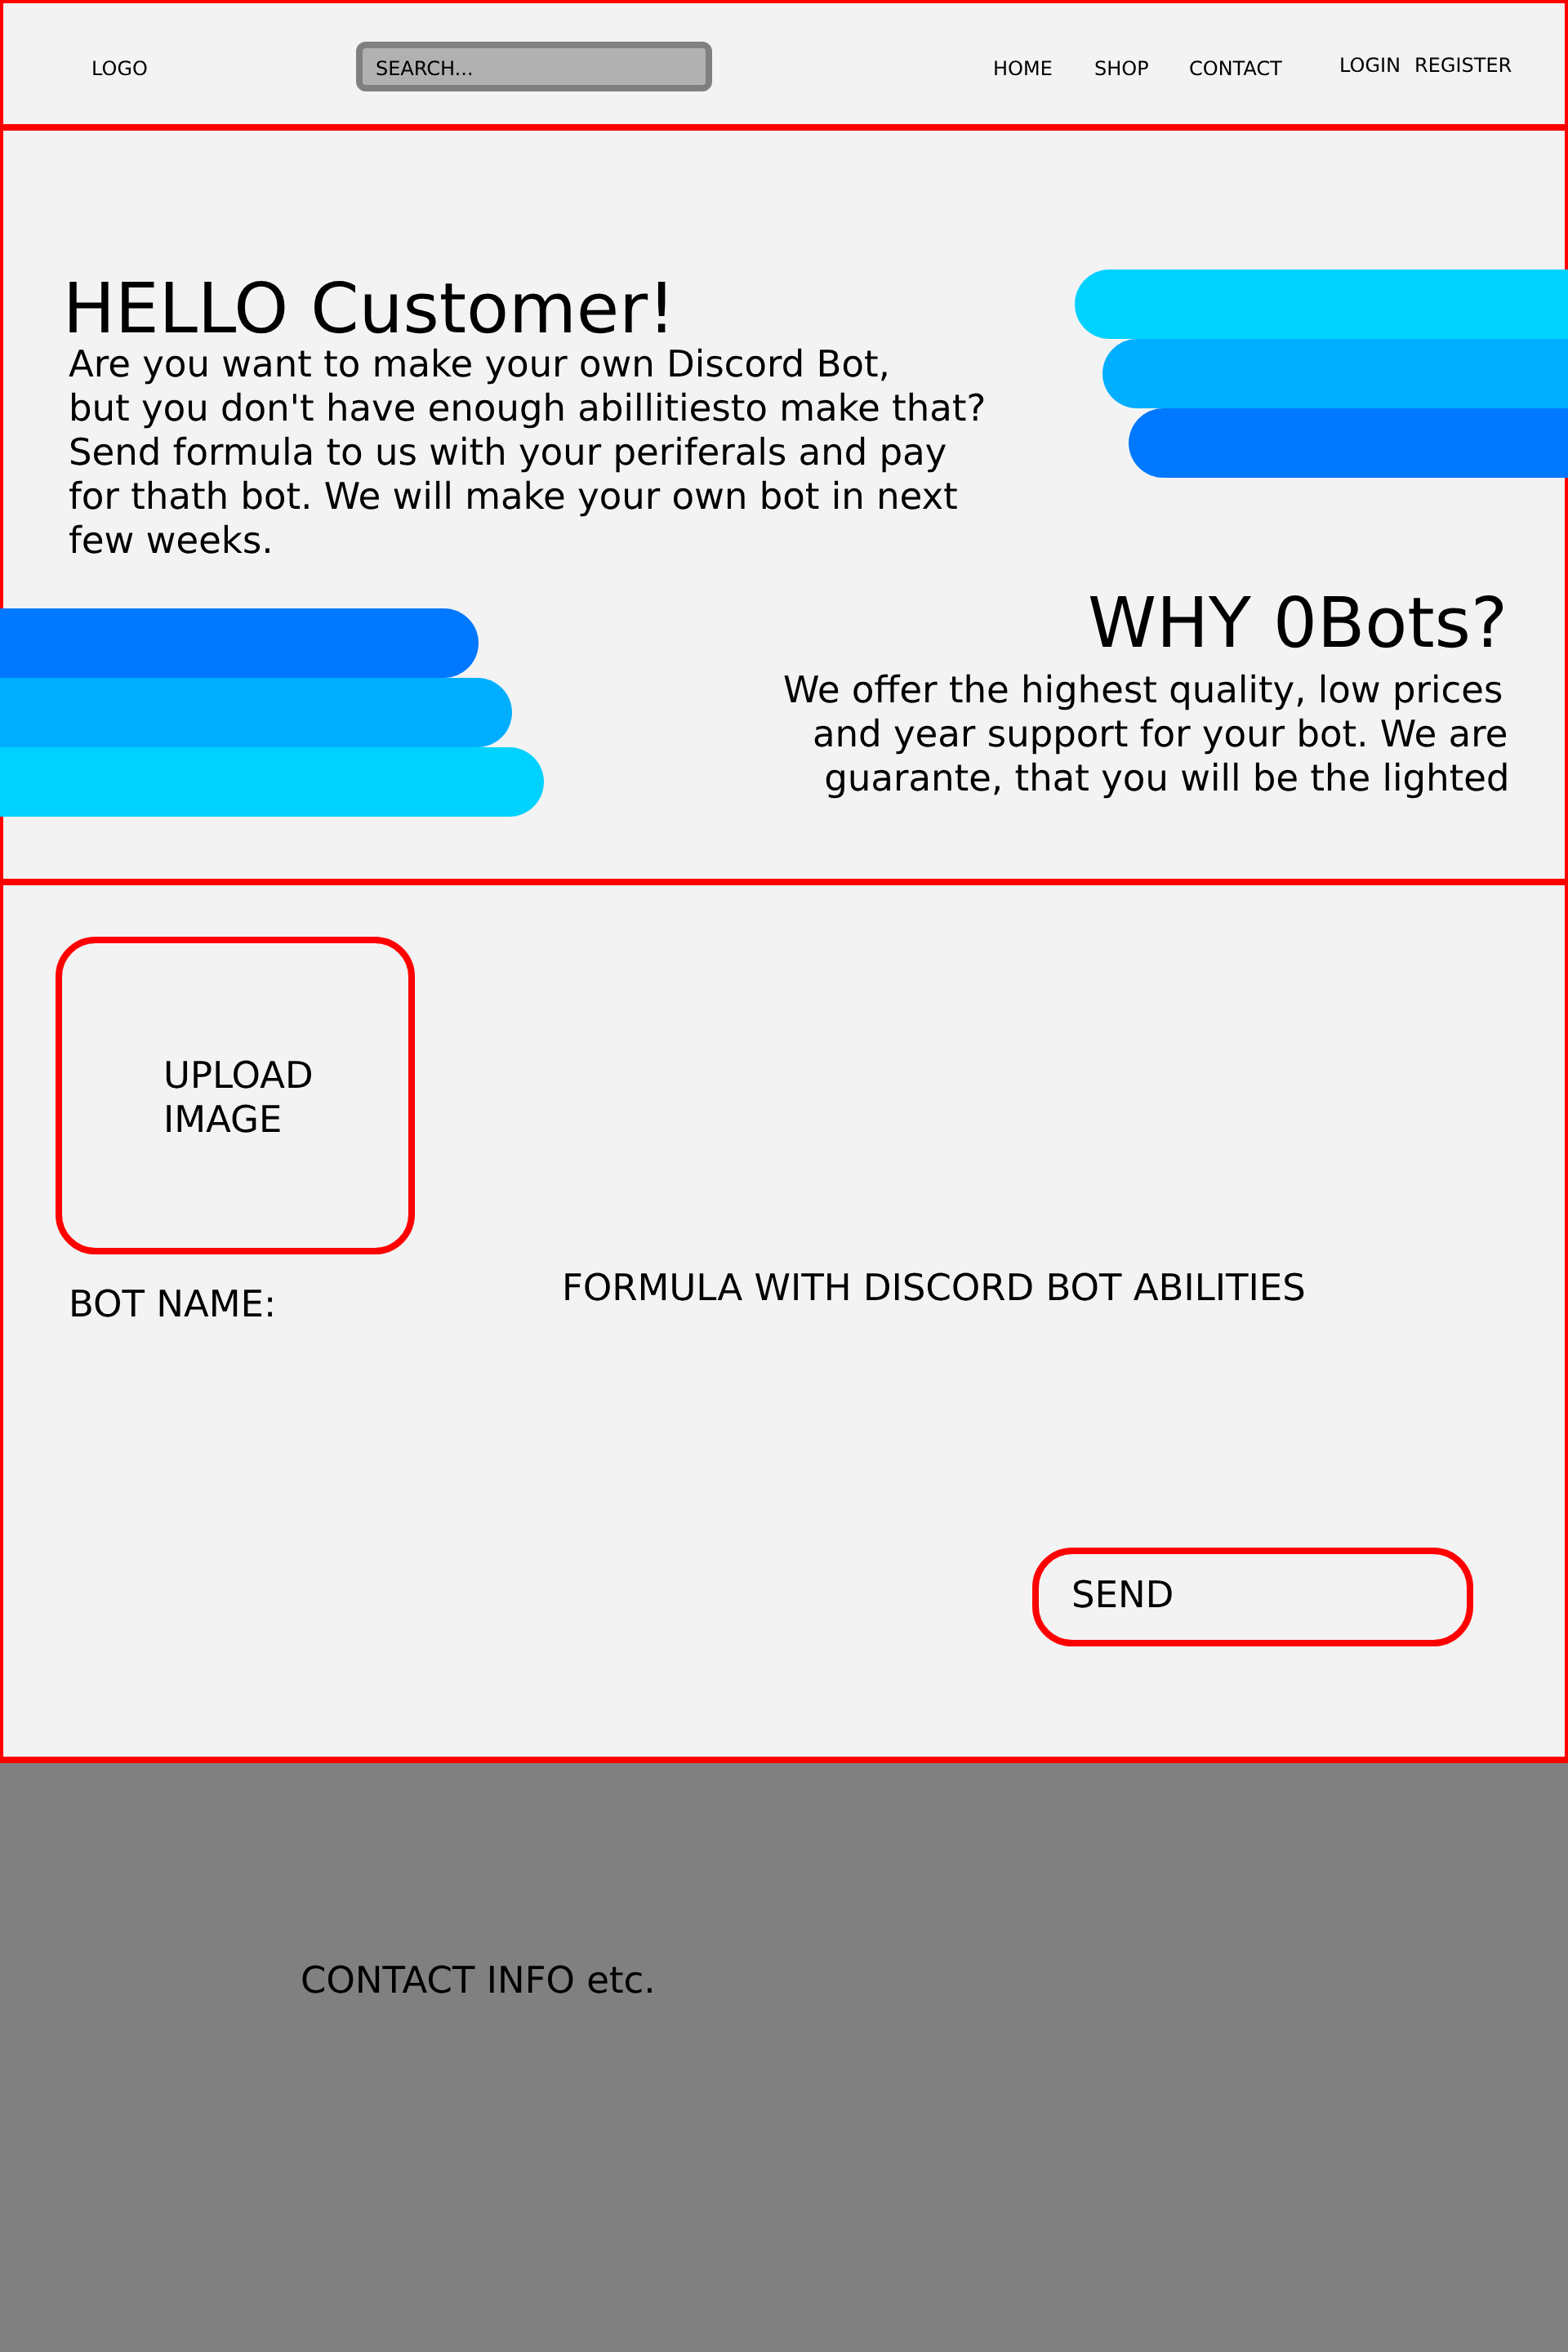 LOGO
SEARCH...
HOME
SHOP
CONTACT
LOGIN
REGISTER
HELLO Customer!
Are you want to make your own Discord Bot,
but you don't have enough abillitiesto make that?
Send formula to us with your periferals and pay
for thath bot. We will make your own bot in next
few weeks.
WHY 0Bots?
We offer the highest quality, low prices
and year support for your bot. We are
guarante, that you will be the lighted
UPLOAD
IMAGE
BOT NAME:
FORMULA WITH DISCORD BOT ABILITIES
SEND
CONTACT INFO etc.